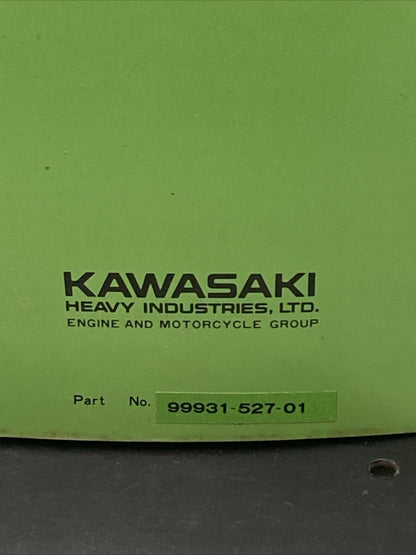 KAWASAKI
HEAVY INDUSTRIES, LTD.
ENGINE AND MOTORCYCLE GROUP
Part No. 99931-527-01